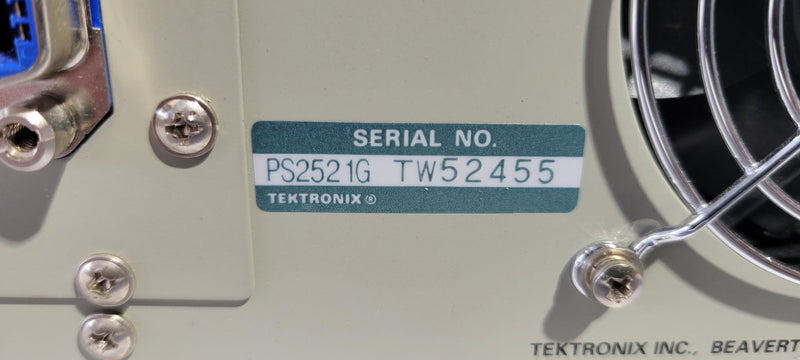 SERIAL NO.
PS2521G TW52455
TEKTRONIX®
TEKTRONIX INC., BEAVERT